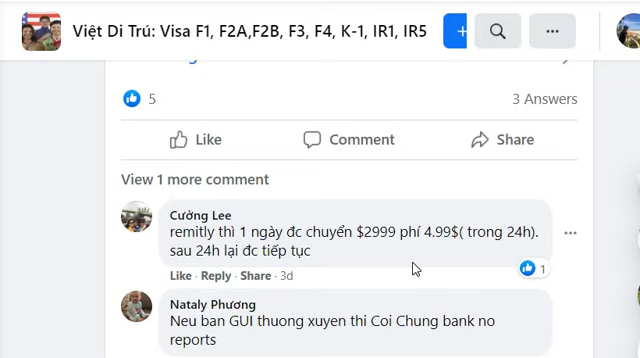 Việt Di Trú: Visa F1, F2A,F2B, F3, F4, K-1, IR1, IR5
5
3 Answers
Like
Comment
Share
View 1 more comment
Cường Lee
remitly thì 1 ngày đc chuyển $2999 phí 4.99$( trong 24h).
sau 24h lại đc tiếp tục
Like · Reply · Share · 3d
1
Nataly Phương
Neu ban GUI thuong xuyen thi Coi Chung bank no
reports